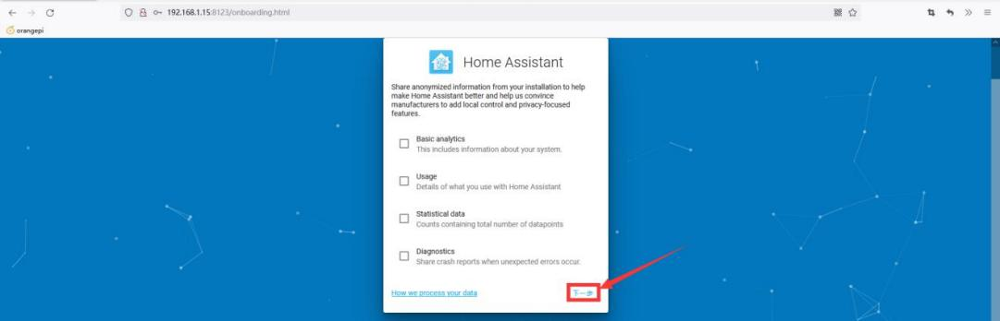 192.168.1.15:8123/onboarding.html
orangepi
Home Assistant
Share anonymized information from your installation to help
make Home Assistant better and help us convince
manufacturers to add local control and privacy-focused
features.
Basic analytics
This includes information about your system.
Usage
Details of what you use with Home Assistant
Statistical data
Counts containing total number of datapoints
Diagnostics
Share crash reports when unexpected errors occur.
How we process your data
下一步